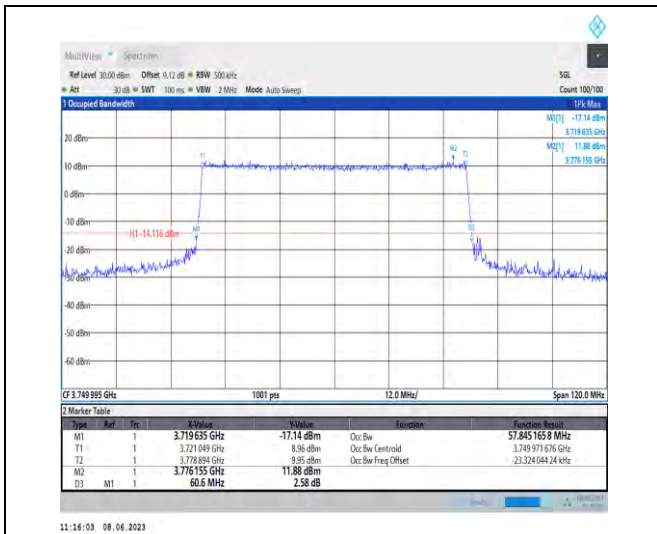 MultiView Spectrum
Ref Level 30.00 dBm Offset 9.12 dB RBW 500 kHz SGL
Att 30 dB SWT 100 ms VBW 2 MHz Mode Auto Sweep Count 100/100
1 Occupied Bandwidth 1Pk Max
M1[1] -17.14 dBm
3.719 635 GHz
M2[1] 11.88 dBm
3.776 155 GHz
20 dBm
M2
T1 T2
10 dBm
0 dBm
-10 dBm
H1 -14.116 dBm
M1 D3
-20 dBm
-30 dBm
-40 dBm
-50 dBm
-60 dBm
CF 3.749 995 GHz 1001 pts 12.0 MHz/ Span 120.0 MHz
2 Marker Table
Type Ref Trc X-Value Y-Value Function Function Result
M1 1 3.719 635 GHz -17.14 dBm Occ Bw 57.845 165 8 MHz
T1 1 3.721 049 GHz 8.96 dBm Occ Bw Centroid 3.749 971 676 GHz
T2 1 3.778 894 GHz 9.95 dBm Occ Bw Freq Offset -23.324 044 24 kHz
M2 1 3.776 155 GHz 11.88 dBm
D3 M1 1 60.6 MHz 2.58 dB
11:16:03 08.06.2023